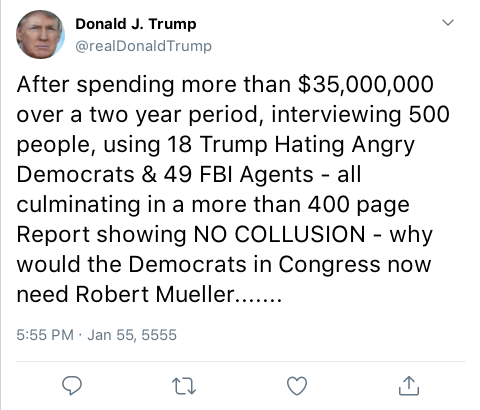 Donald J. Trump
@realDonaldTrump
After spending more than $35,000,000
over a two year period, interviewing 500
people, using 18 Trump Hating Angry
Democrats & 49 FBI Agents - all
culminating in a more than 400 page
Report showing NO COLLUSION - why
would the Democrats in Congress now
need Robert Mueller.......
5:55 PM · Jan 55, 5555